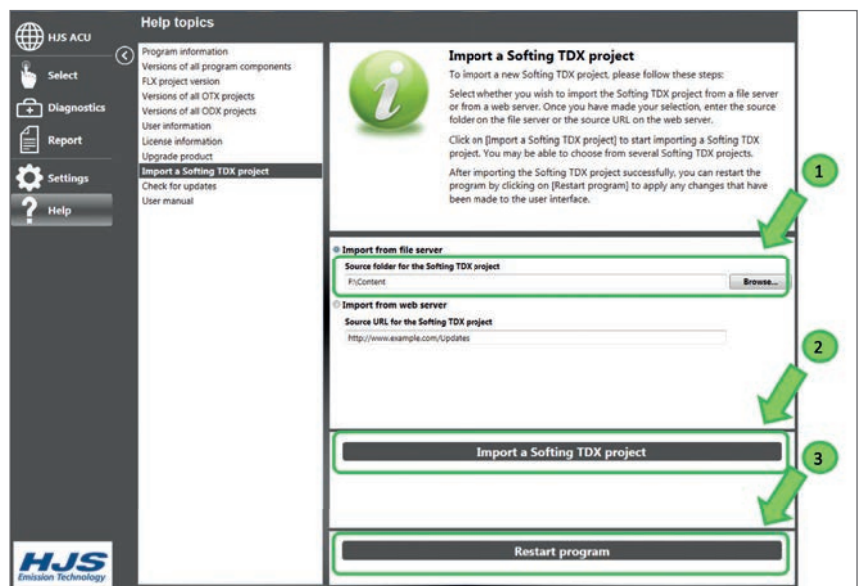 Help topics
HJS ACU
Select
Diagnostics
Report
Settings
Help
Program information
Versions of all program components
FLX project version
Versions of all OTX projects
Versions of all ODX projects
User information
License information
Upgrade product
Import a Softing TDX project
Check for updates
User manual
Import a Softing TDX project
To import a new Softing TDX project, please follow these steps:
Select whether you wish to import the Softing TDX project from a file server
or from a web server. Once you have made your selection, enter the source
folder on the file server or the source URL on the web server.
Click on [Import a Softing TDX project] to start importing a Softing TDX
project. You may be able to choose from several Softing TDX projects.
After importing the Softing TDX project successfully, you can restart the
program by clicking on [Restart program] to apply any changes that have
been made to the user interface.
1
Import from file server
Source folder for the Softing TDX project
F:\Content
Browse...
Import from web server
Source URL for the Softing TDX project
http://www.example.com/Updates
2
Import a Softing TDX project
3
Restart program
HJS
Emission Technology